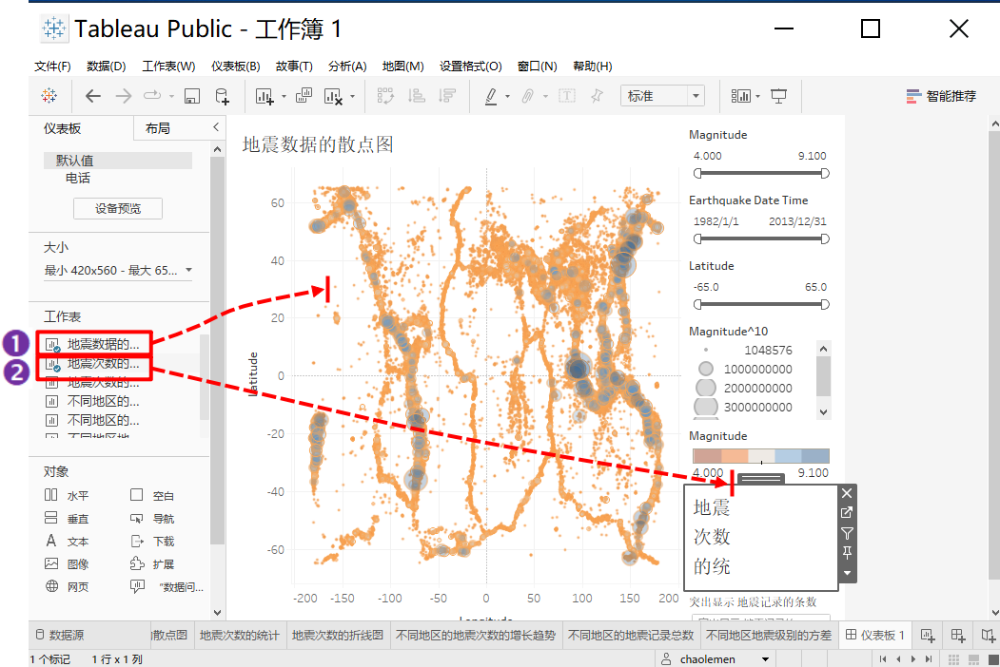 Tableau Public - 工作簿 1
文件(F) 数据(D) 工作表(W) 仪表板(B) 故事(T) 分析(A) 地图(M) 设置格式(O) 窗口(N) 帮助(H)
标准 智能推荐
仪表板 布局
默认值
电话
设备预览
大小
最小 420x560 - 最大 65...
工作表
1 地震数据的...
2 地震次数的...
地震次数的...
不同地区的...
不同地区的...
对象
水平 空白
垂直 导航
文本 下载
图像 扩展
网页 "数据问...
地震数据的散点图
Latitude
60
40
20
0
-20
-40
-60
-200 -150 -100 -50 0 50 100 150 200
Magnitude
4.000 9.100
Earthquake Date Time
1982/1/1 2013/12/31
Latitude
-65.0 65.0
Magnitude^10
1048576
1000000000
2000000000
3000000000
Magnitude
4.000 9.100
地震
次数
的统
突出显示 地震记录的条数
数据源 散点图 地震次数的统计 地震次数的折线图 不同地区的地震次数的增长趋势 不同地区的地震记录总数 不同地区地震级别的方差 仪表板 1
1 个标记 1 行 x 1 列 chaolemen